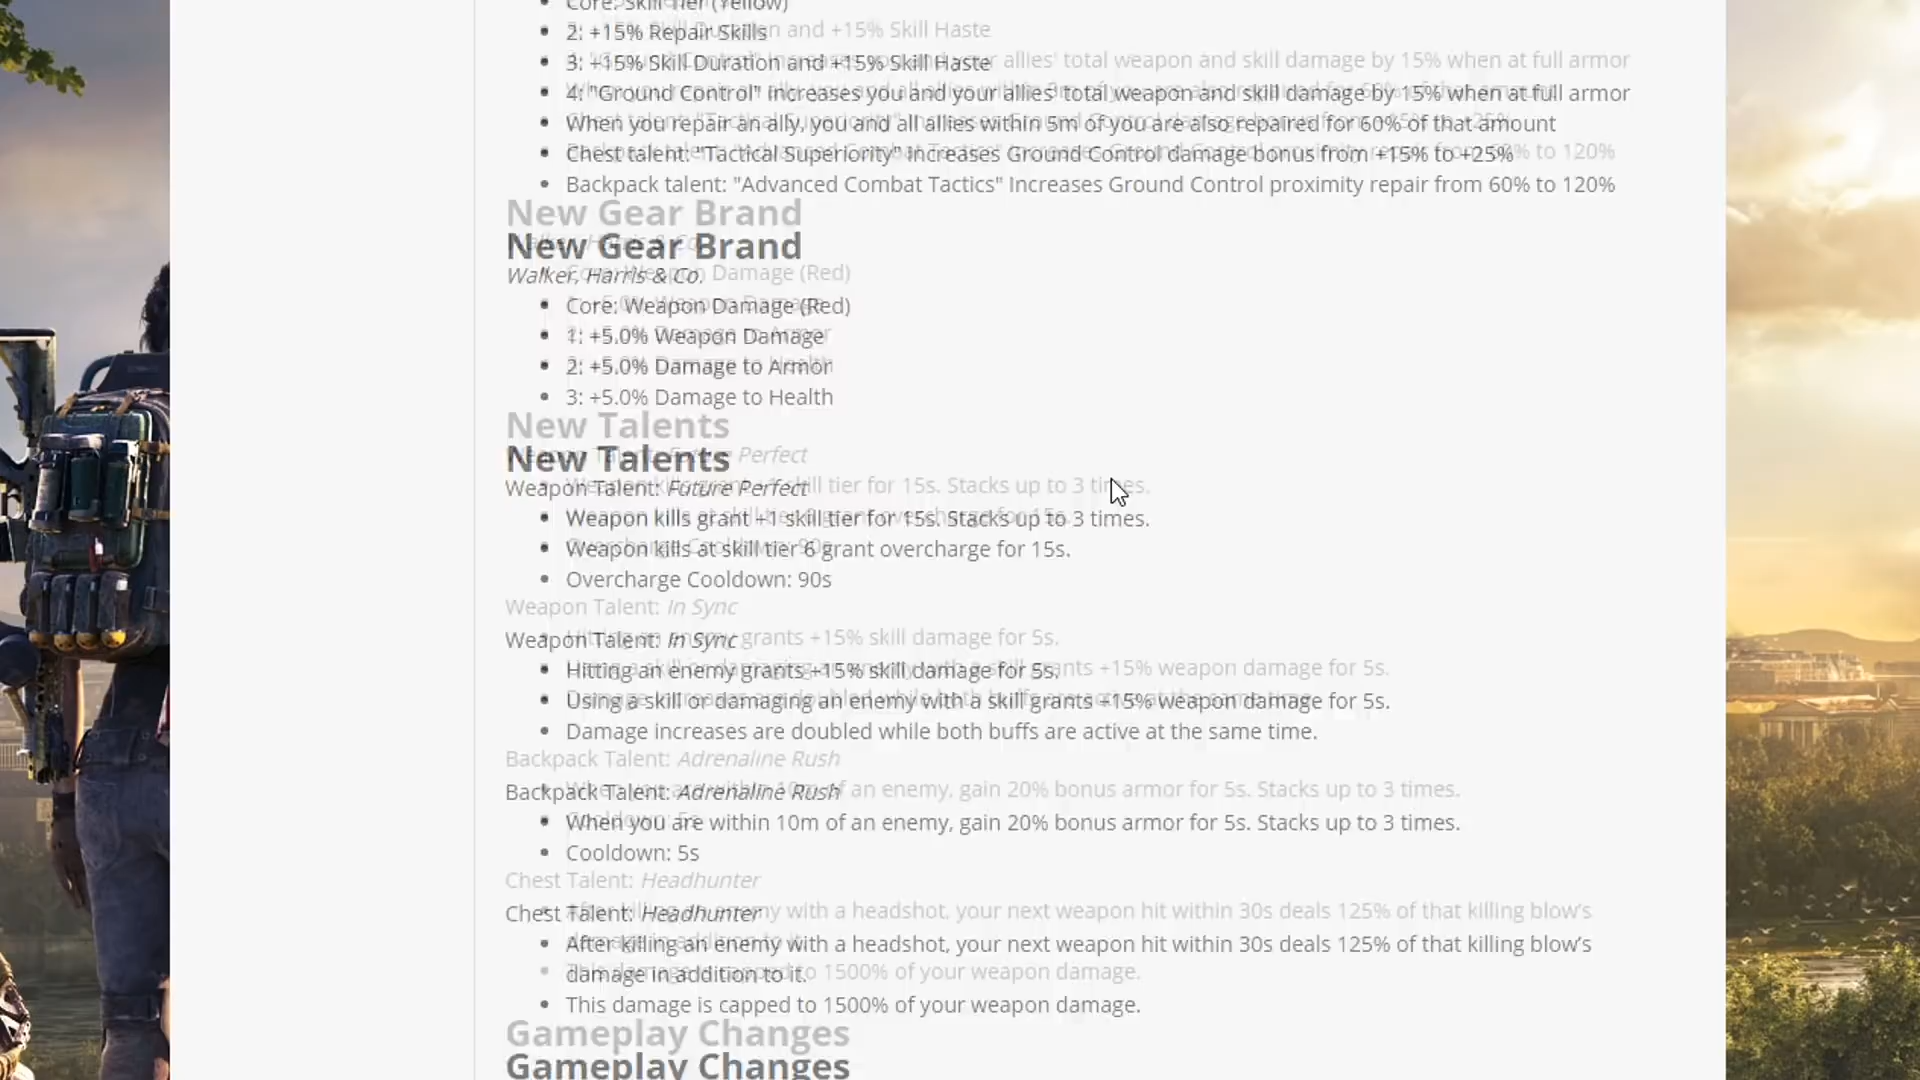 Core: Skill Tier (Yellow)
2: +15% Repair Skills
3: +15% Skill Duration and +15% Skill Haste
4: "Ground Control" Increases you and your allies' total weapon and skill damage by 15% when at full armor
When you repair an ally, you and all allies within 5m of you are also repaired for 60% of that amount
Chest talent: "Tactical Superiority" Increases Ground Control damage bonus from +15% to +25%
Backpack talent: "Advanced Combat Tactics" Increases Ground Control proximity repair from 60% to 120%
New Gear Brand
Walker, Harris & Co.
Core: Weapon Damage (Red)
1: +5.0% Weapon Damage
2: +5.0% Damage to Armor
3: +5.0% Damage to Health
New Talents
Weapon Talent: Future Perfect
Weapon kills grant +1 skill tier for 15s. Stacks up to 3 times.
Weapon kills at skill tier 6 grant overcharge for 15s.
Overcharge Cooldown: 90s
Weapon Talent: In Sync
Hitting an enemy grants +15% skill damage for 5s.
Using a skill or damaging an enemy with a skill grants +15% weapon damage for 5s.
Damage increases are doubled while both buffs are active at the same time.
Backpack Talent: Adrenaline Rush
When you are within 10m of an enemy, gain 20% bonus armor for 5s. Stacks up to 3 times.
Cooldown: 5s
Chest Talent: Headhunter
After killing an enemy with a headshot, your next weapon hit within 30s deals 125% of that killing blow's
damage in addition to it.
This damage is capped to 1500% of your weapon damage.
Gameplay Changes